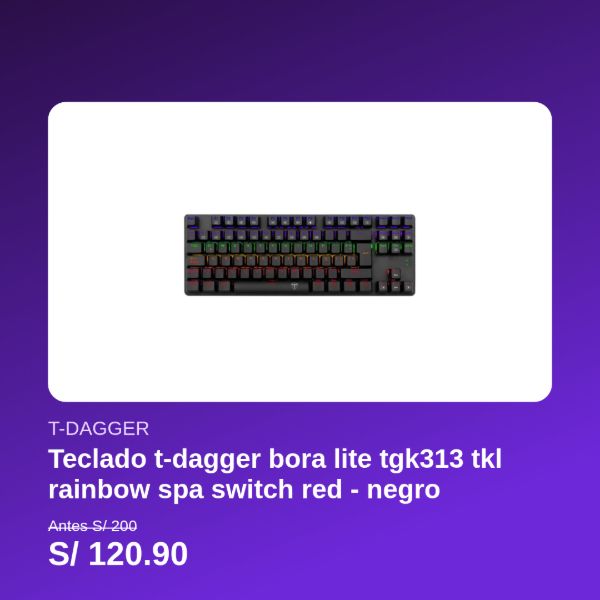 T-DAGGER
Teclado t-dagger bora lite tgk313 tkl
rainbow spa switch red - negro
Antes S/ 200
S/ 120.90